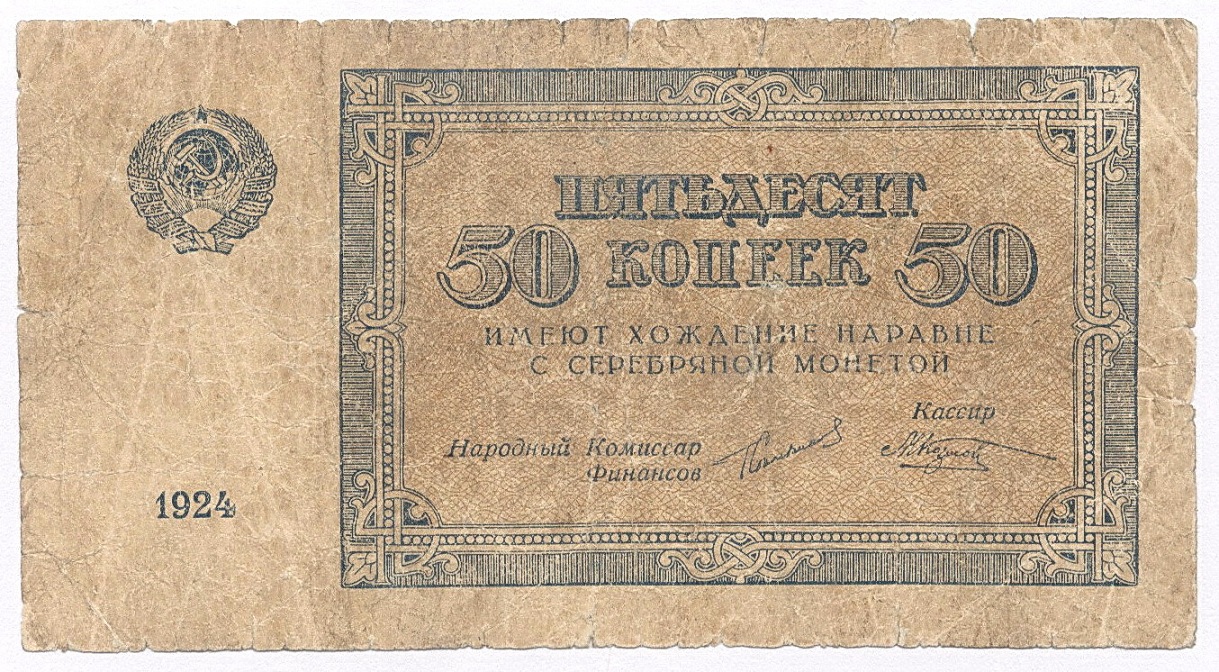 1924
ПЯТЬДЕСЯТ
50 КОПЕЕК 50
ИМЕЮТ ХОЖДЕНИЕ НАРАВНЕ
С СЕРЕБРЯНОЙ МОНЕТОЙ
Кассир
Народный Комиссар
Финансов